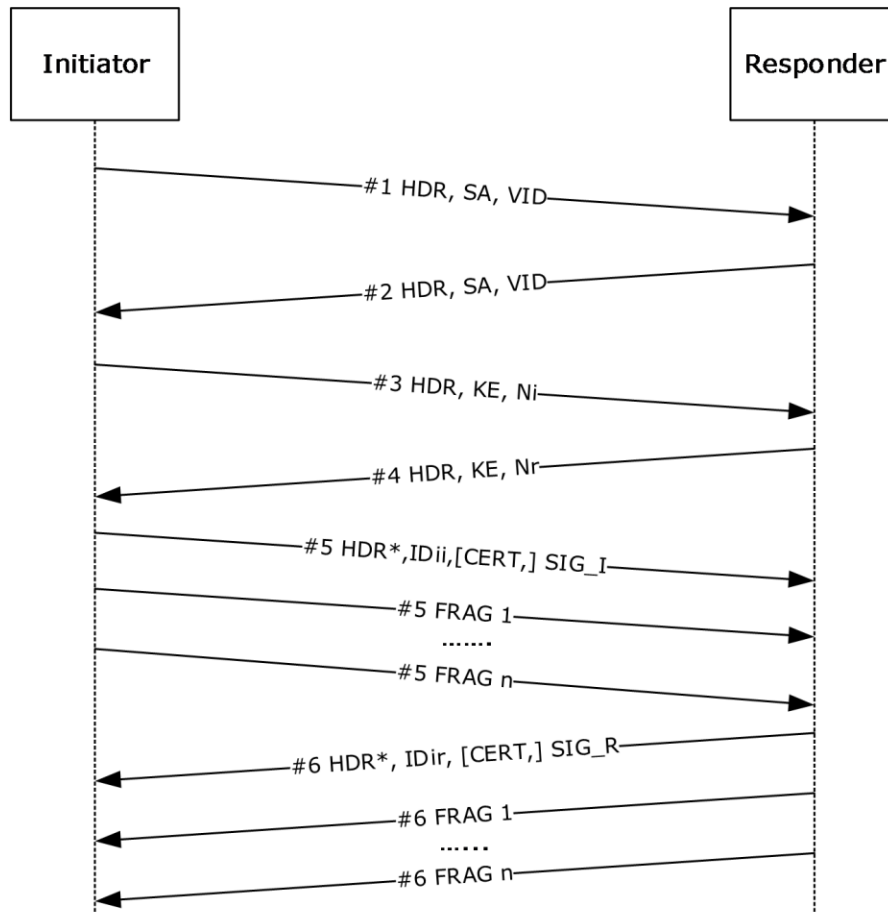 Initiator
Responder
#1 HDR, SA, VID
#2 HDR, SA, VID
#3 HDR, KE, Ni
#4 HDR, KE, Nr
#5 HDR*,IDii,[CERT,] SIG_I
#5 FRAG 1
.......
#5 FRAG n
#6 HDR*, IDir, [CERT,] SIG_R
#6 FRAG 1
......
#6 FRAG n